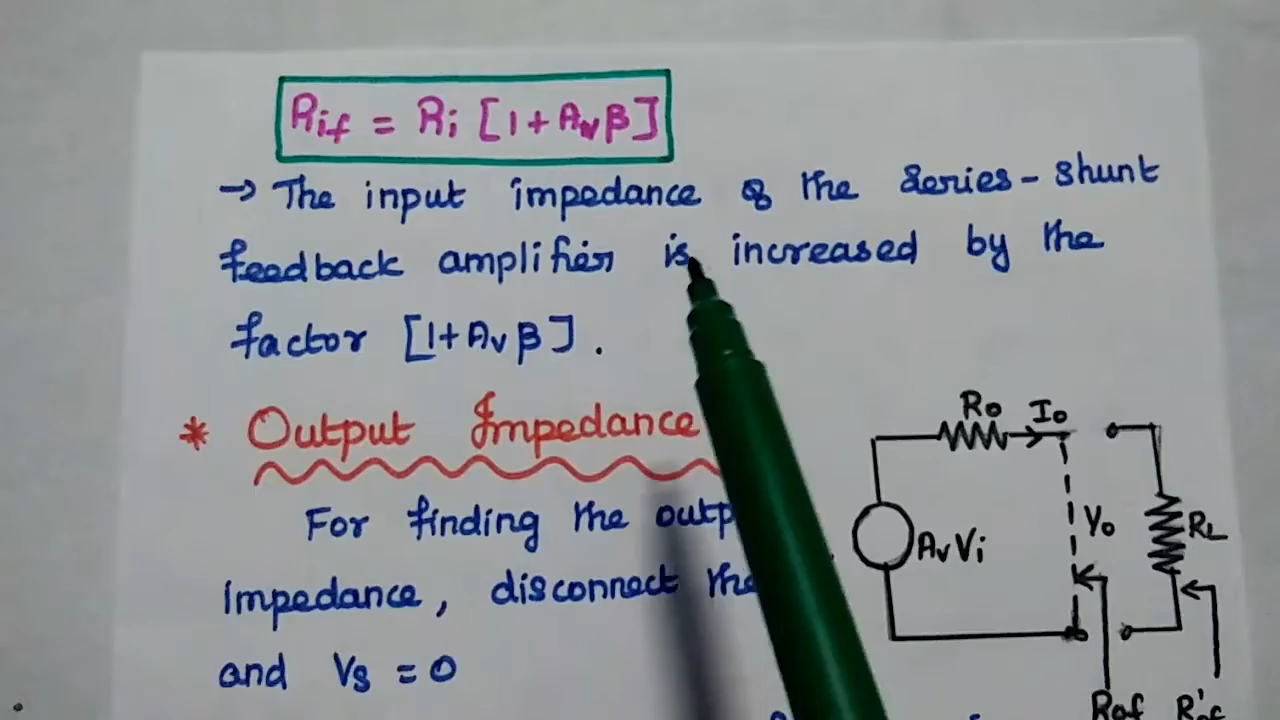 Rif = Ri [1 + Avβ]
→ The input impedance of the series-shunt
feedback amplifier is increased by the
factor [1+Avβ].
* Output Impedance
For finding the outp
impedance, disconnect the
and Vs = 0
Ro Io
AvVi
Vo
RL
Rof R'of